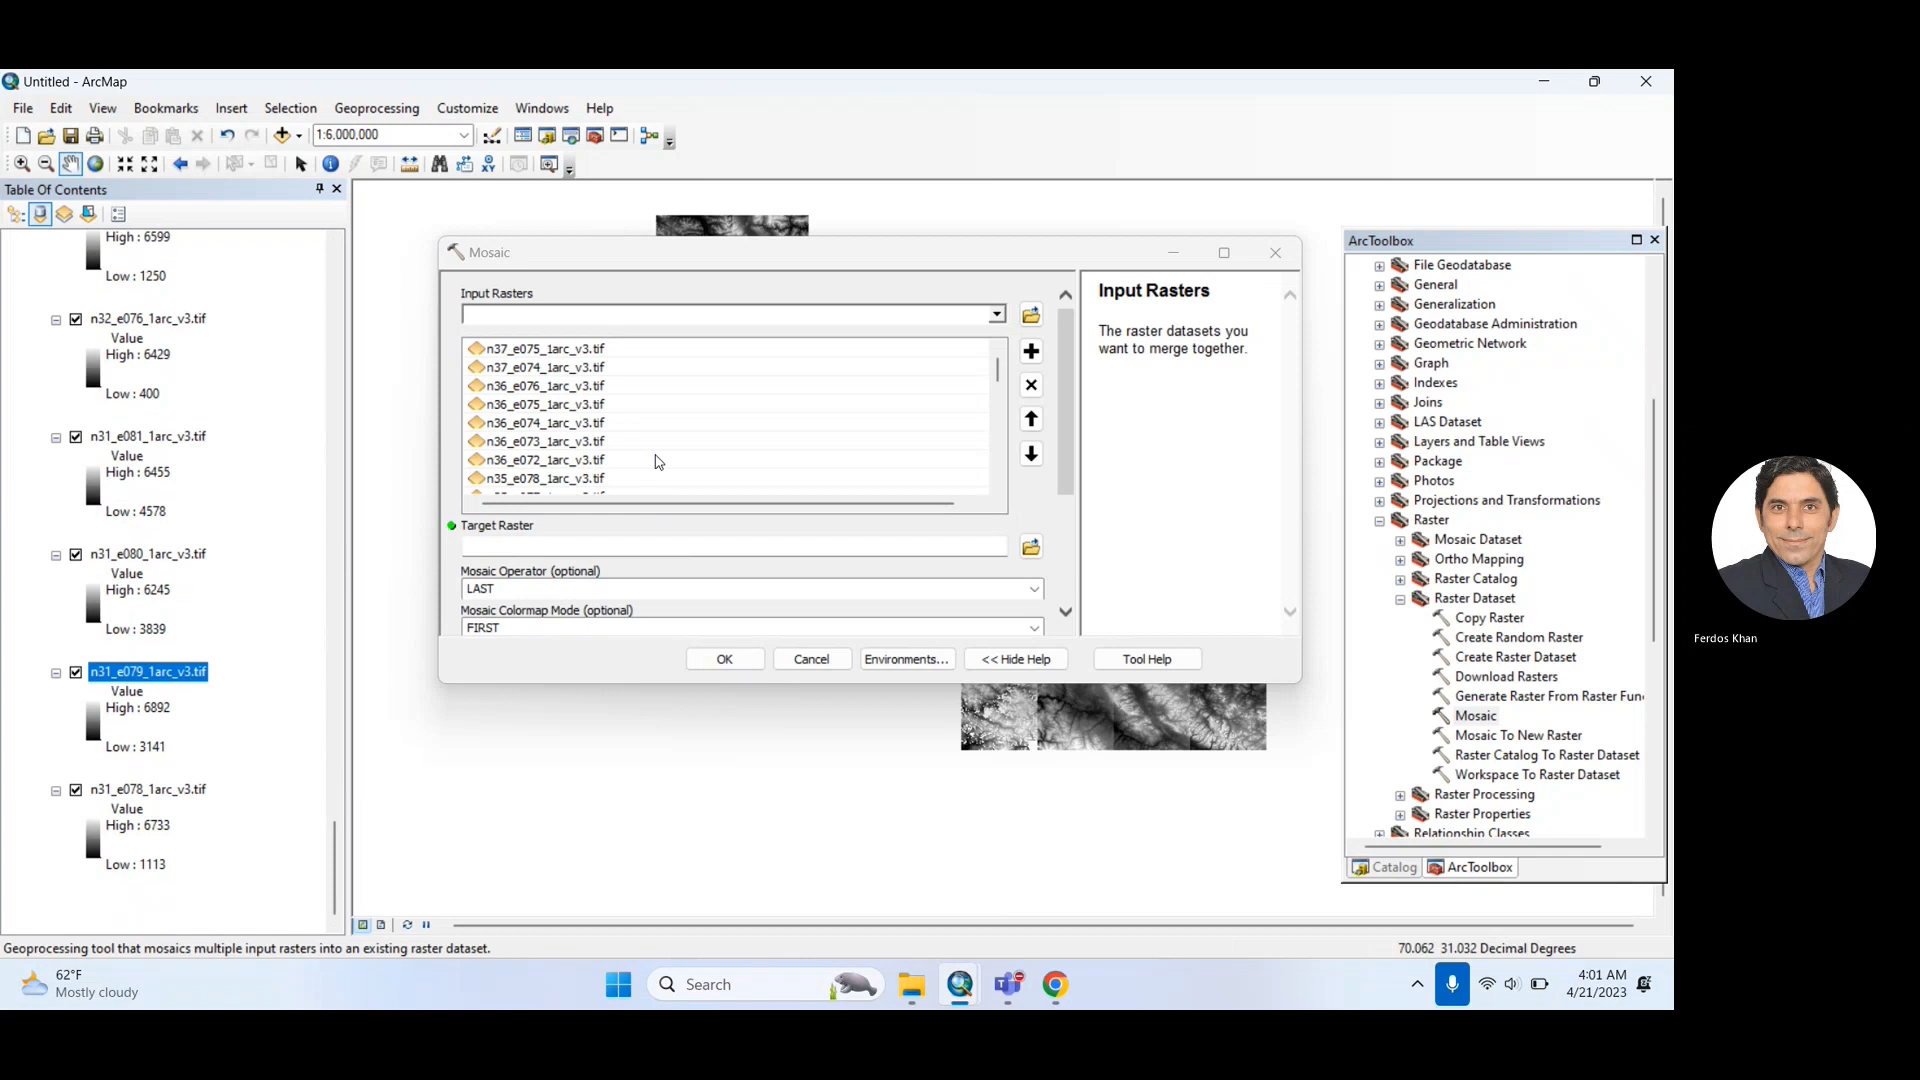 Untitled - ArcMap
File Edit View Bookmarks Insert Selection Geoprocessing Customize Windows Help
1:6,000,000
Table Of Contents
High : 6599
Low : 1250
n32_e076_1arc_v3.tif
Value
High : 6429
Low : 400
n31_e081_1arc_v3.tif
Value
High : 6455
Low : 4578
n31_e080_1arc_v3.tif
Value
High : 6245
Low : 3839
n31_e079_1arc_v3.tif
Value
High : 6892
Low : 3141
n31_e078_1arc_v3.tif
Value
High : 6733
Low : 1113
Mosaic
Input Rasters
n37_e075_1arc_v3.tif
n37_e074_1arc_v3.tif
n36_e076_1arc_v3.tif
n36_e075_1arc_v3.tif
n36_e074_1arc_v3.tif
n36_e073_1arc_v3.tif
n36_e072_1arc_v3.tif
n35_e078_1arc_v3.tif
Target Raster
Mosaic Operator (optional)
LAST
Mosaic Colormap Mode (optional)
FIRST
OK Cancel Environments... << Hide Help Tool Help
Input Rasters
The raster datasets you
want to merge together.
ArcToolbox
File Geodatabase
General
Generalization
Geodatabase Administration
Geometric Network
Graph
Indexes
Joins
LAS Dataset
Layers and Table Views
Package
Photos
Projections and Transformations
Raster
Mosaic Dataset
Ortho Mapping
Raster Catalog
Raster Dataset
Copy Raster
Create Random Raster
Create Raster Dataset
Download Rasters
Generate Raster From Raster Fun
Mosaic
Mosaic To New Raster
Raster Catalog To Raster Dataset
Workspace To Raster Dataset
Raster Processing
Raster Properties
Relationship Classes
Catalog ArcToolbox
Ferdos Khan
Geoprocessing tool that mosaics multiple input rasters into an existing raster dataset.
70.062 31.032 Decimal Degrees
62°F
Mostly cloudy
Search
4:01 AM
4/21/2023